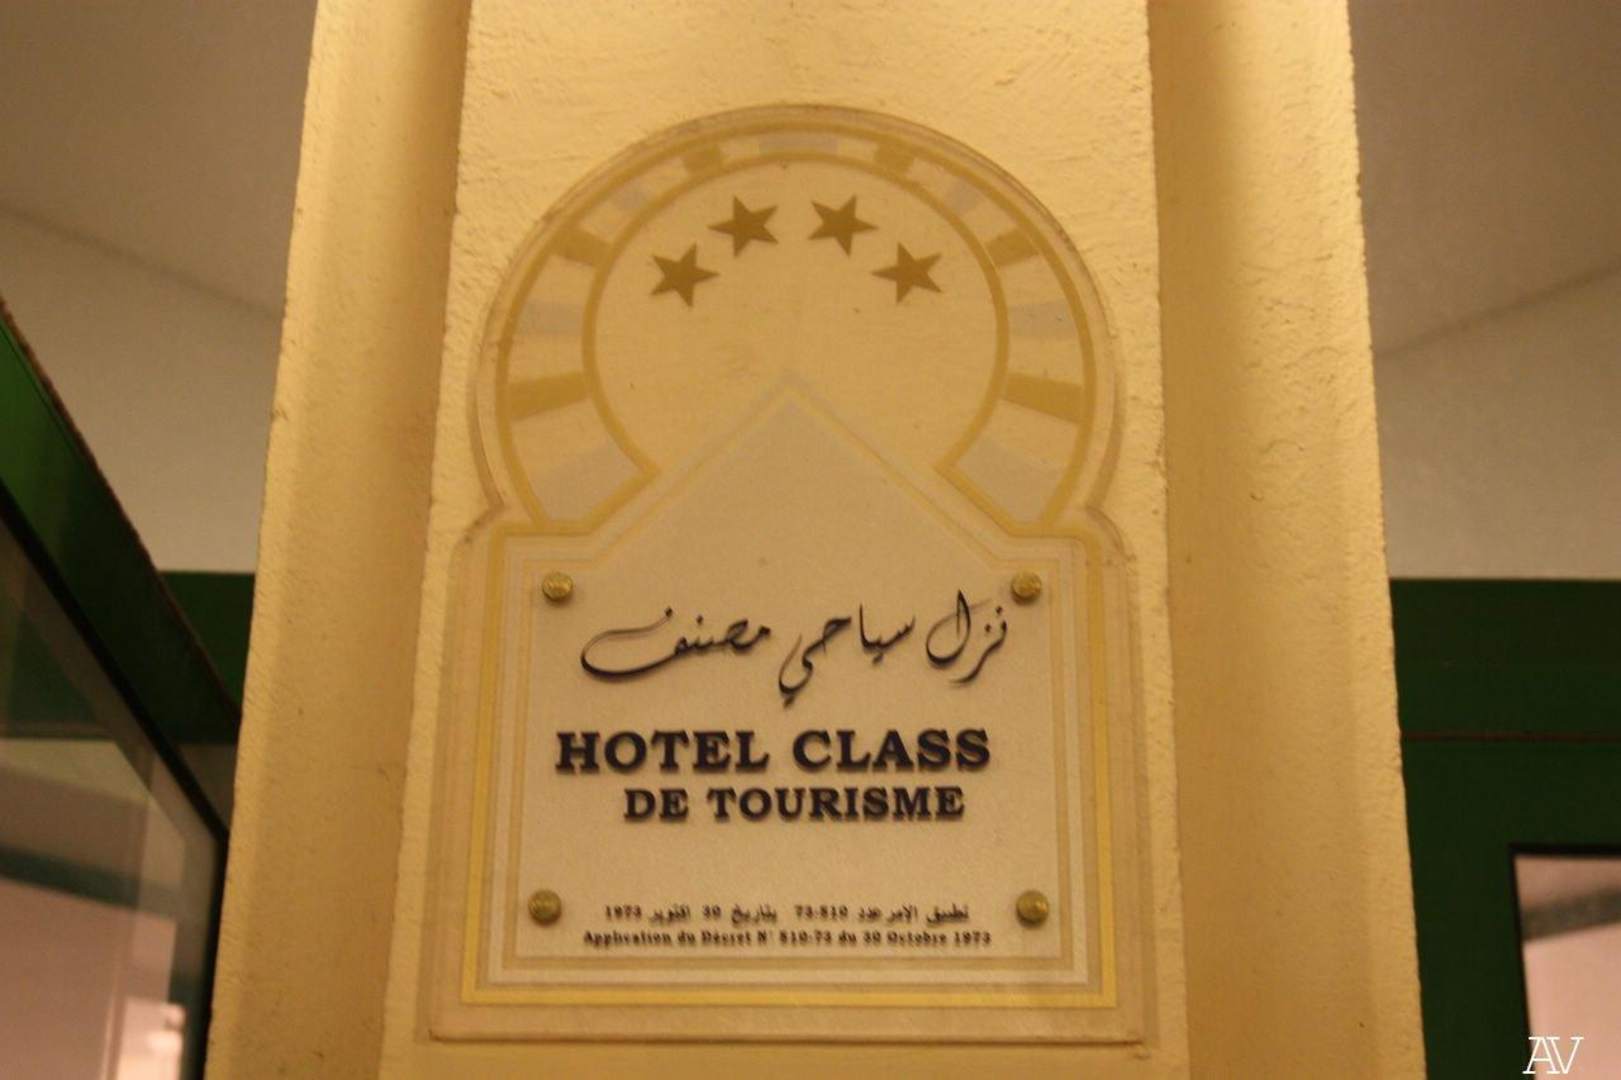 نزل سياحي مصنف
HOTEL CLASS
DE TOURISME
تطبيق الامر عدد 73-510 بتاريخ 30 اكتوبر 1973
Application du Décret N° 510-73 du 30 Octobre 1973
AV